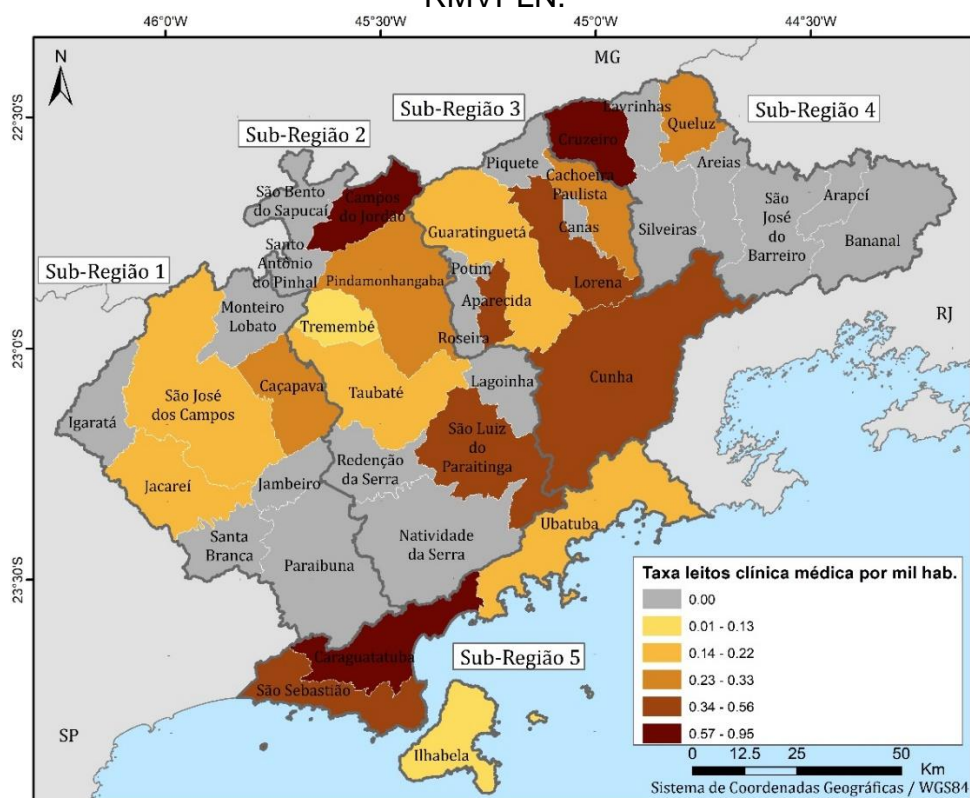 RMVPLN.
46°0'W
45°30'W
45°0'W
44°30'W
22°30'S
23°0'S
23°30'S
N
MG
RJ
SP
Sub-Região 1
Sub-Região 2
Sub-Região 3
Sub-Região 4
Sub-Região 5
Cruzeiro
Lavrinhas
Queluz
Areias
Piquete
Cachoeira
Paulista
Canas
Silveiras
São
José
do
Barreiro
Arapeí
Bananal
São Bento
do Sapucaí
Campos
do Jordão
Santo
Antônio
do Pinhal
Guaratinguetá
Potim
Aparecida
Lorena
Roseira
Pindamonhangaba
Monteiro
Lobato
Tremembé
Taubaté
Lagoinha
Cunha
Caçapava
São José
dos Campos
Igaratá
Jacareí
Jambeiro
Redenção
da Serra
São Luiz
do
Paraitinga
Santa
Branca
Paraibuna
Natividade
da Serra
Ubatuba
Caraguatatuba
São Sebastião
Ilhabela
Taxa leitos clínica médica por mil hab.
0.00
0.01 - 0.13
0.14 - 0.22
0.23 - 0.33
0.34 - 0.56
0.57 - 0.95
0 12.5 25 50
Km
Sistema de Coordenadas Geográficas / WGS84